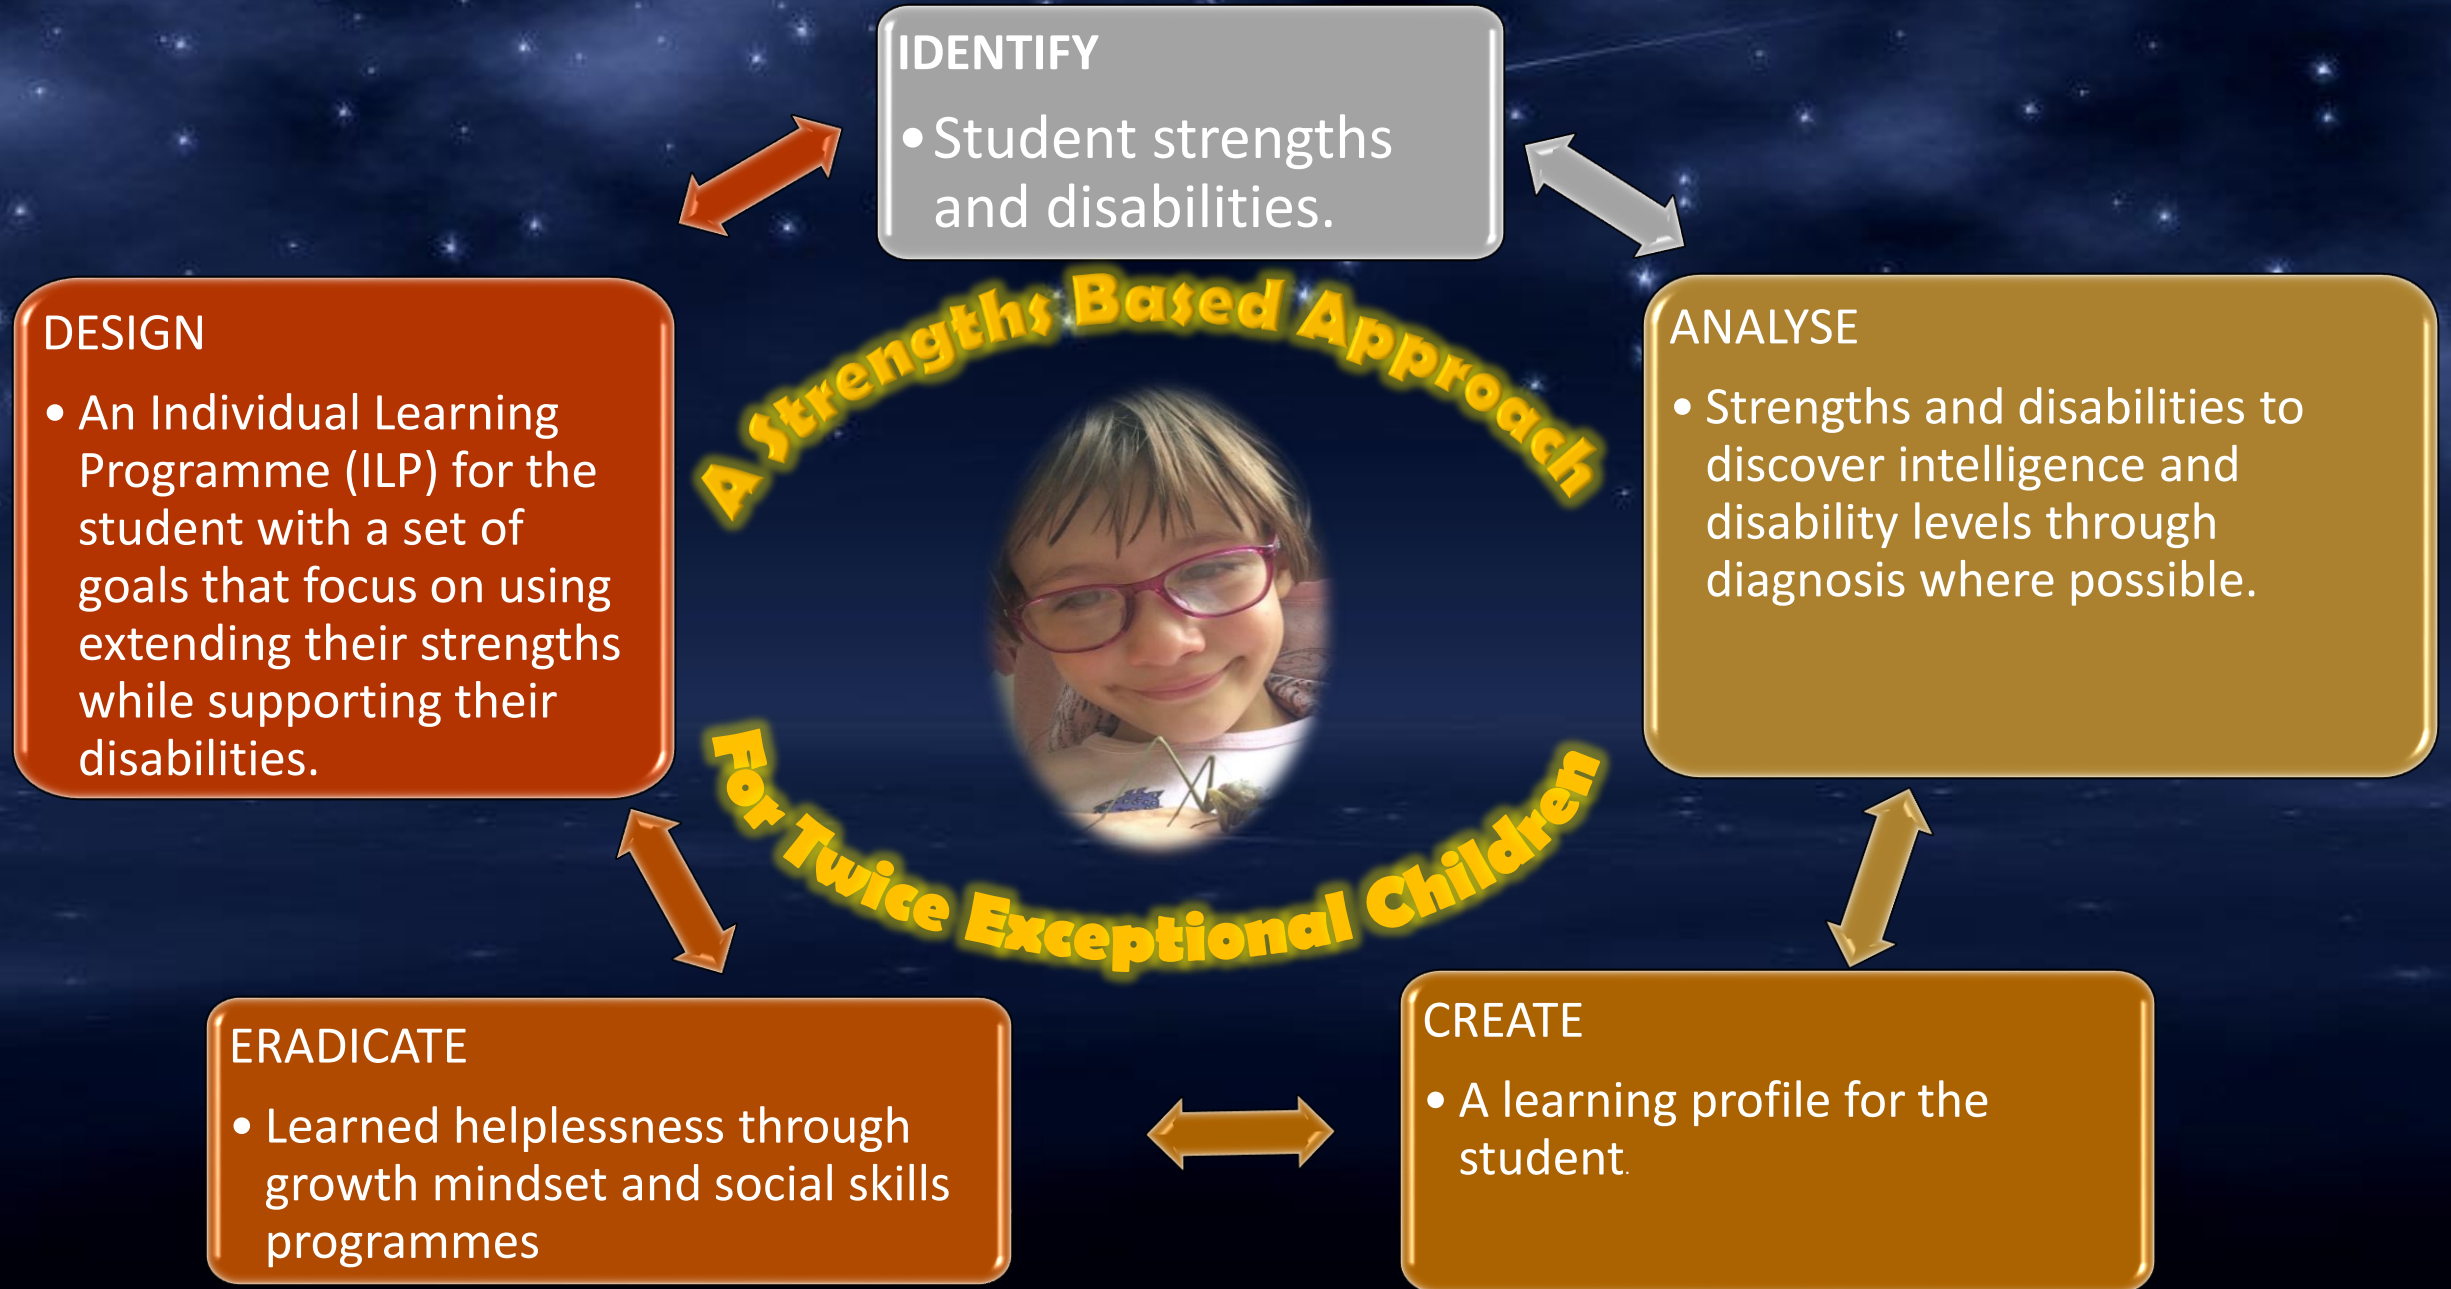 IDENTIFY
• Student strengths
and disabilities.
A Strengths Based Approach
For Twice Exceptional Children
ANALYSE
• Strengths and disabilities to
discover intelligence and
disability levels through
diagnosis where possible.
CREATE
• A learning profile for the
student.
ERADICATE
• Learned helplessness through
growth mindset and social skills
programmes
DESIGN
• An Individual Learning
Programme (ILP) for the
student with a set of
goals that focus on using
extending their strengths
while supporting their
disabilities.